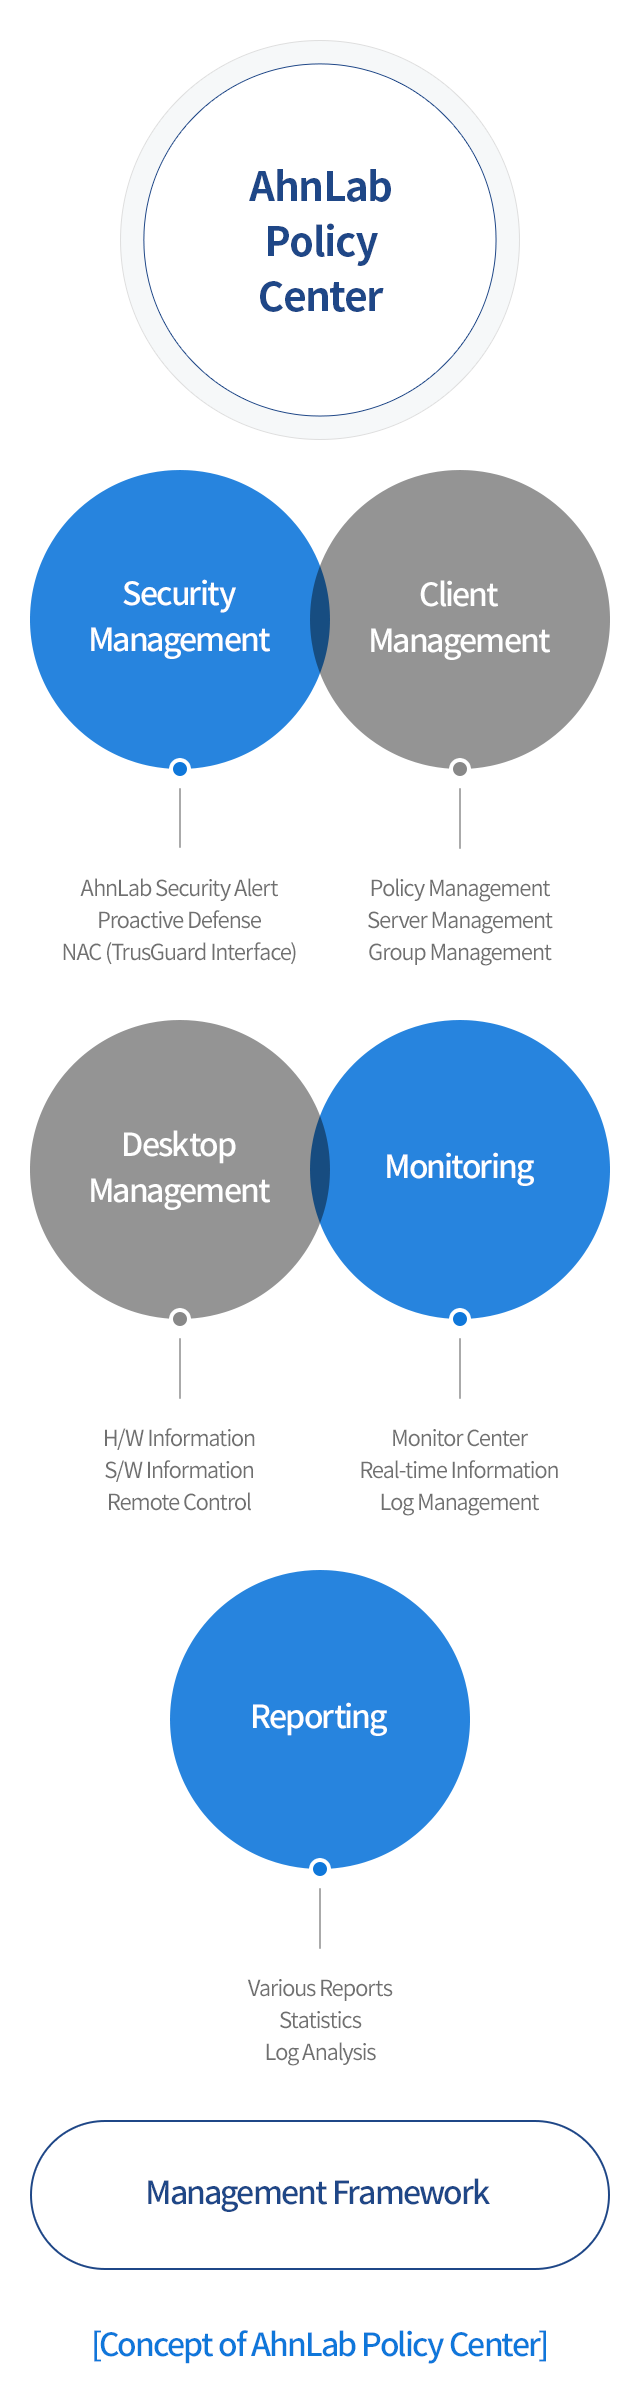 AhnLab
Policy
Center
Security
Management
Client
Management
AhnLab Security Alert
Proactive Defense
NAC (TrusGuard Interface)
Policy Management
Server Management
Group Management
Desktop
Management
Monitoring
H/W Information
S/W Information
Remote Control
Monitor Center
Real-time Information
Log Management
Reporting
Various Reports
Statistics
Log Analysis
Management Framework
[Concept of AhnLab Policy Center]